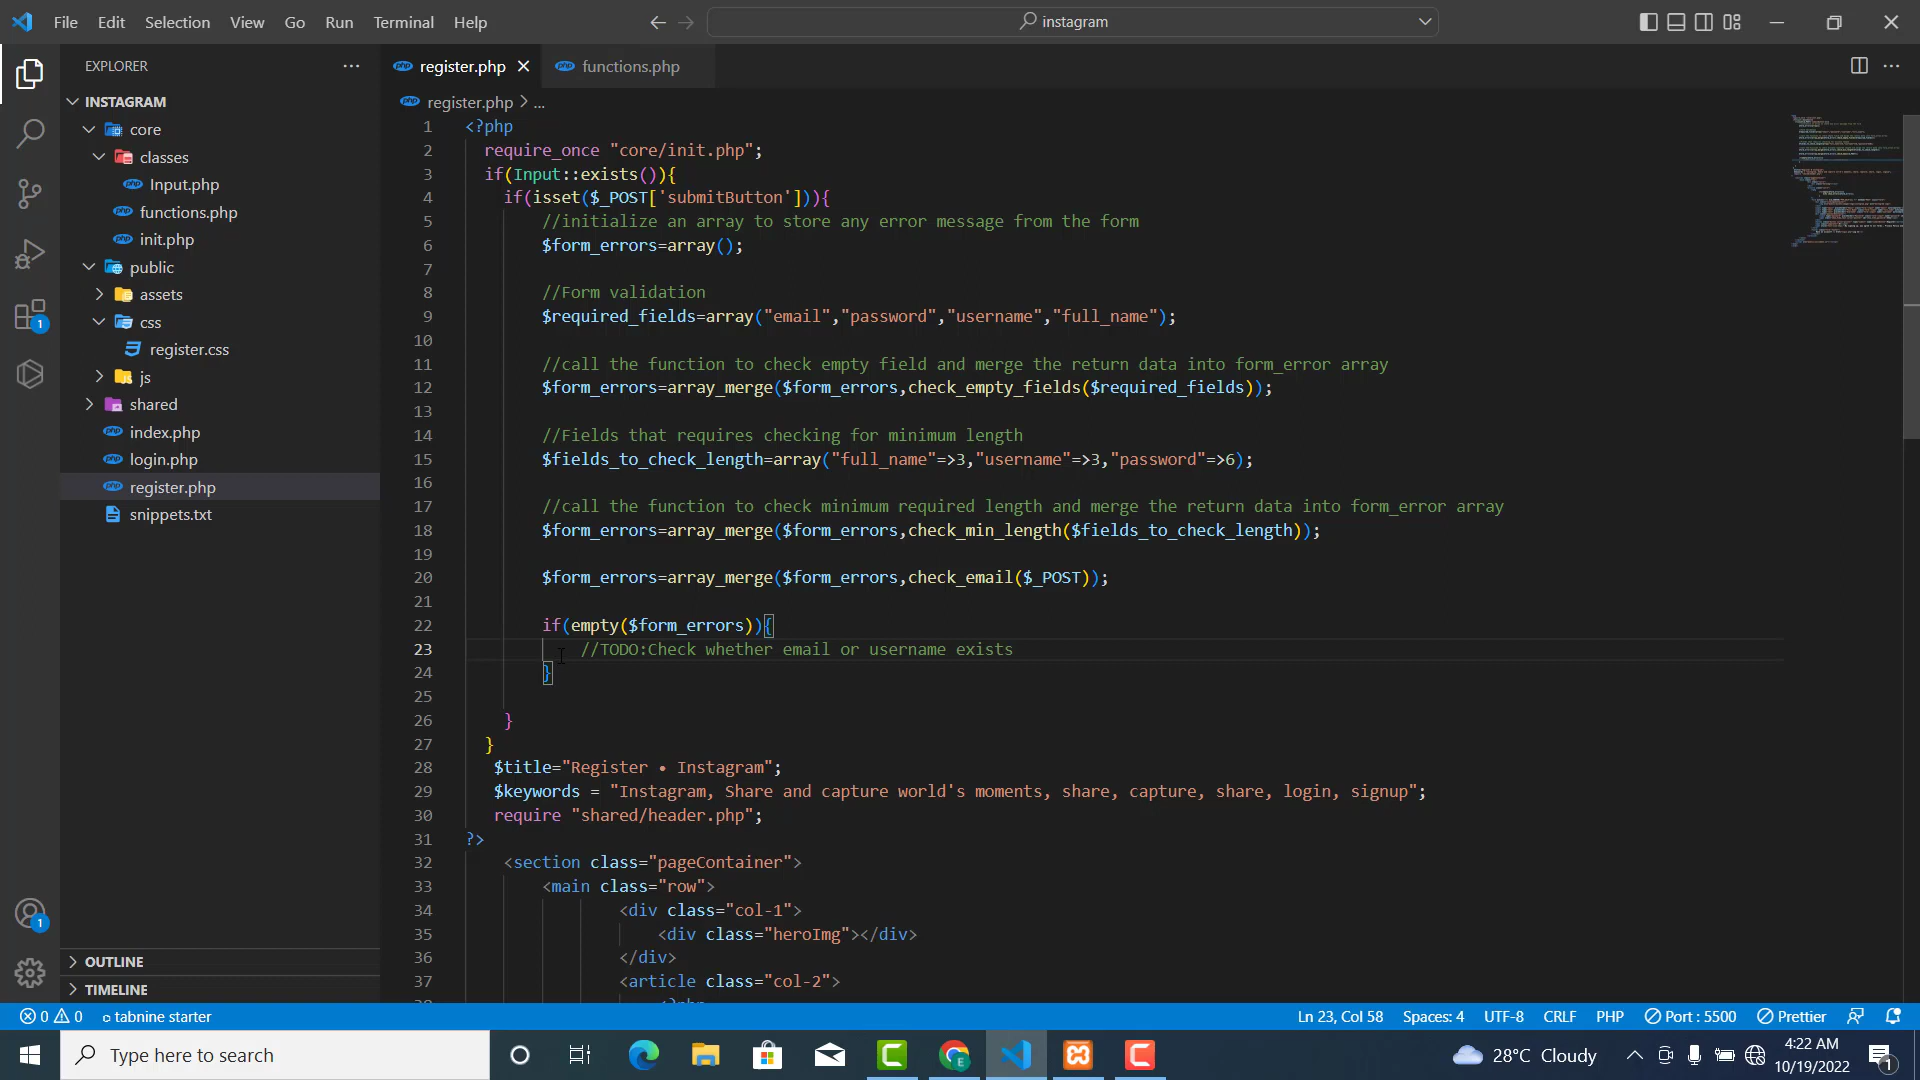 File Edit Selection View Go Run Terminal Help
instagram
EXPLORER
INSTAGRAM
core
classes
Input.php
functions.php
init.php
public
assets
css
register.css
js
shared
index.php
login.php
register.php
snippets.txt
OUTLINE
TIMELINE
1
1
register.php
functions.php
register.php > ...
1 <?php
2 require_once "core/init.php";
3 if(Input::exists()){
4 if(isset($_POST['submitButton'])){
5 //initialize an array to store any error message from the form
6 $form_errors=array();
7
8 //Form validation
9 $required_fields=array("email","password","username","full_name");
10
11 //call the function to check empty field and merge the return data into form_error array
12 $form_errors=array_merge($form_errors,check_empty_fields($required_fields));
13
14 //Fields that requires checking for minimum length
15 $fields_to_check_length=array("full_name"=>3,"username"=>3,"password"=>6);
16
17 //call the function to check minimum required length and merge the return data into form_error array
18 $form_errors=array_merge($form_errors,check_min_length($fields_to_check_length));
19
20 $form_errors=array_merge($form_errors,check_email($_POST));
21
22 if(empty($form_errors)){
23 //TODO:Check whether email or username exists
24 }
25
26 }
27 }
28 $title="Register • Instagram";
29 $keywords = "Instagram, Share and capture world's moments, share, capture, share, login, signup";
30 require "shared/header.php";
31 ?>
32 <section class="pageContainer">
33 <main class="row">
34 <div class="col-1">
35 <div class="heroImg"></div>
36 </div>
37 <article class="col-2">
38 <?php
0 0 tabnine starter
Ln 23, Col 58 Spaces: 4 UTF-8 CRLF PHP Port : 5500 Prettier
Type here to search
28°C Cloudy
4:22 AM
10/19/2022
1